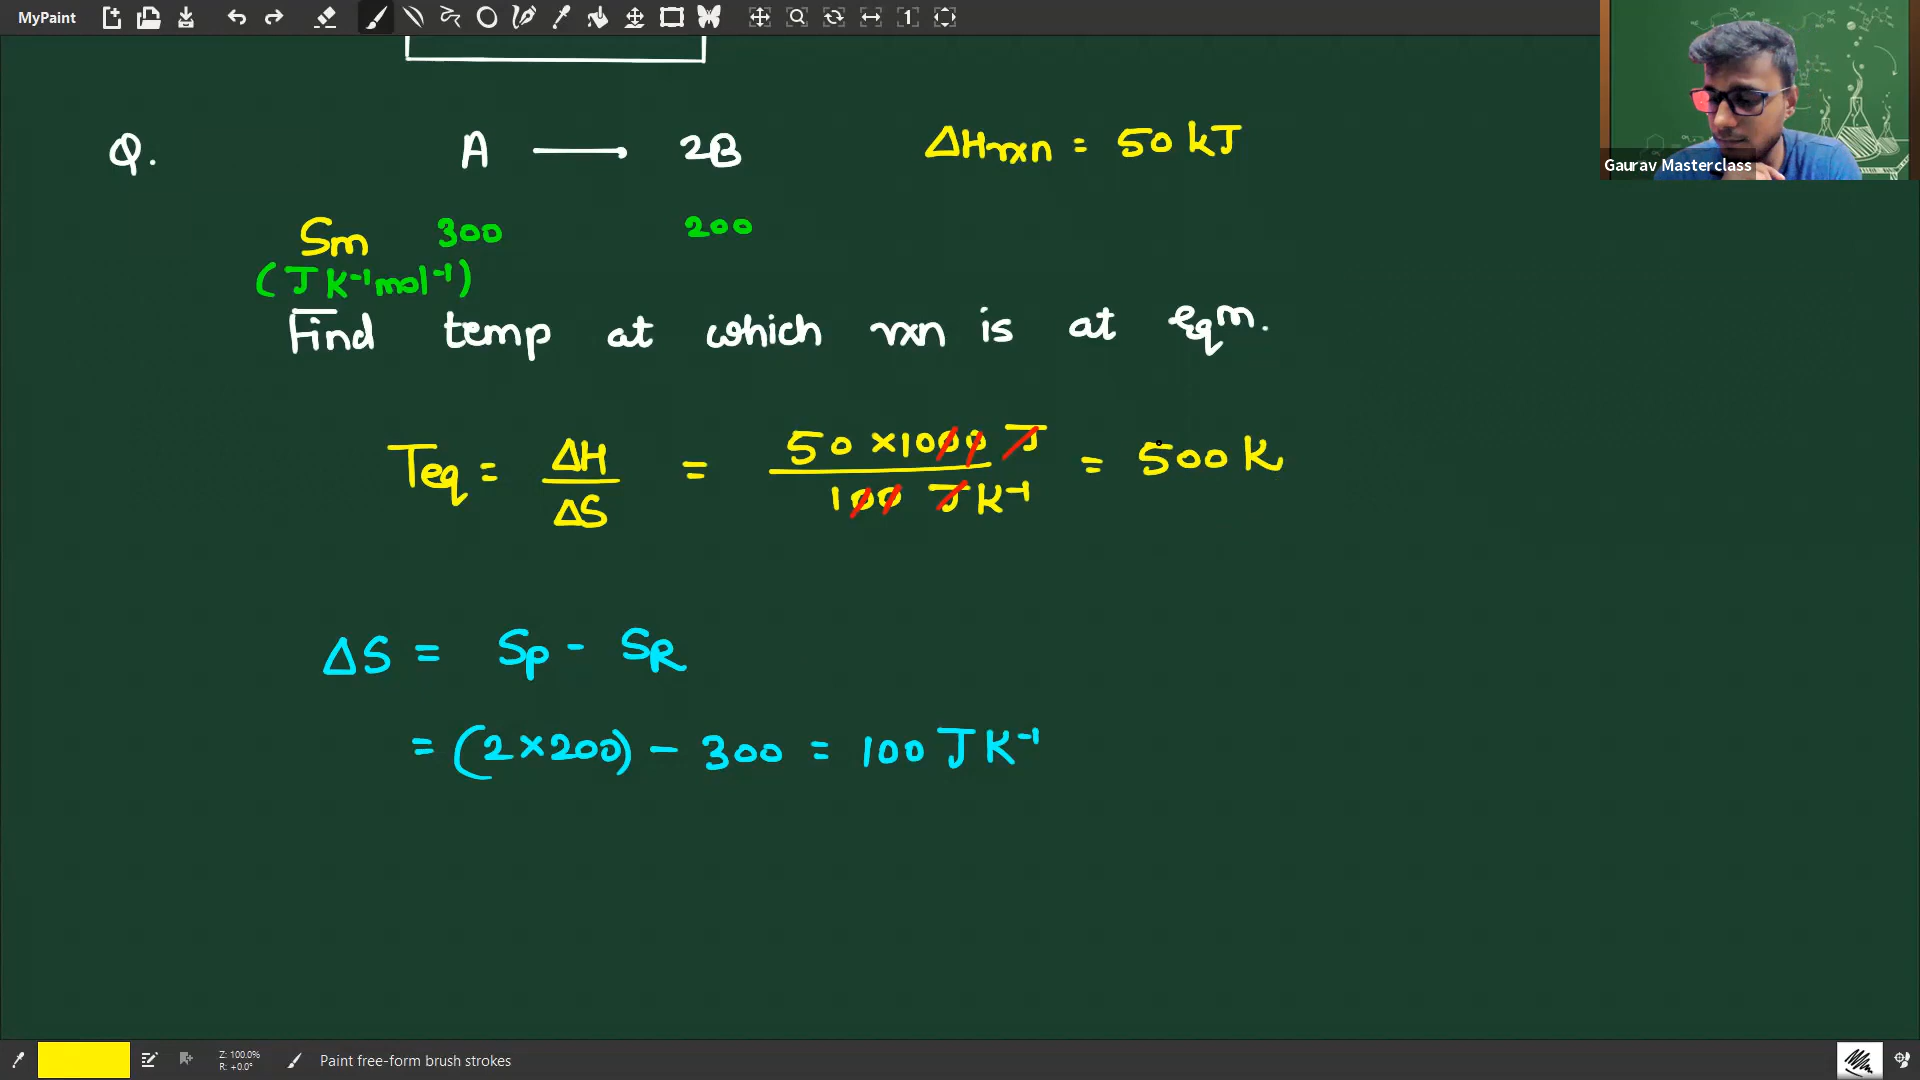 MyPaint
Gaurav Masterclass
Q. A ⟶ 2B ΔHrxn = 50 kJ
Sm 300 200
(J K⁻¹ mol⁻¹)
Find temp at which rxn is at eqᵐ.
Teq = ΔH/ΔS = 50 × 1000 J / 100 J K⁻¹ = 500 K
ΔS = Sp - SR
= (2 × 200) - 300 = 100 J K⁻¹
Z: 100.0%
R: +0.0°
Paint free-form brush strokes